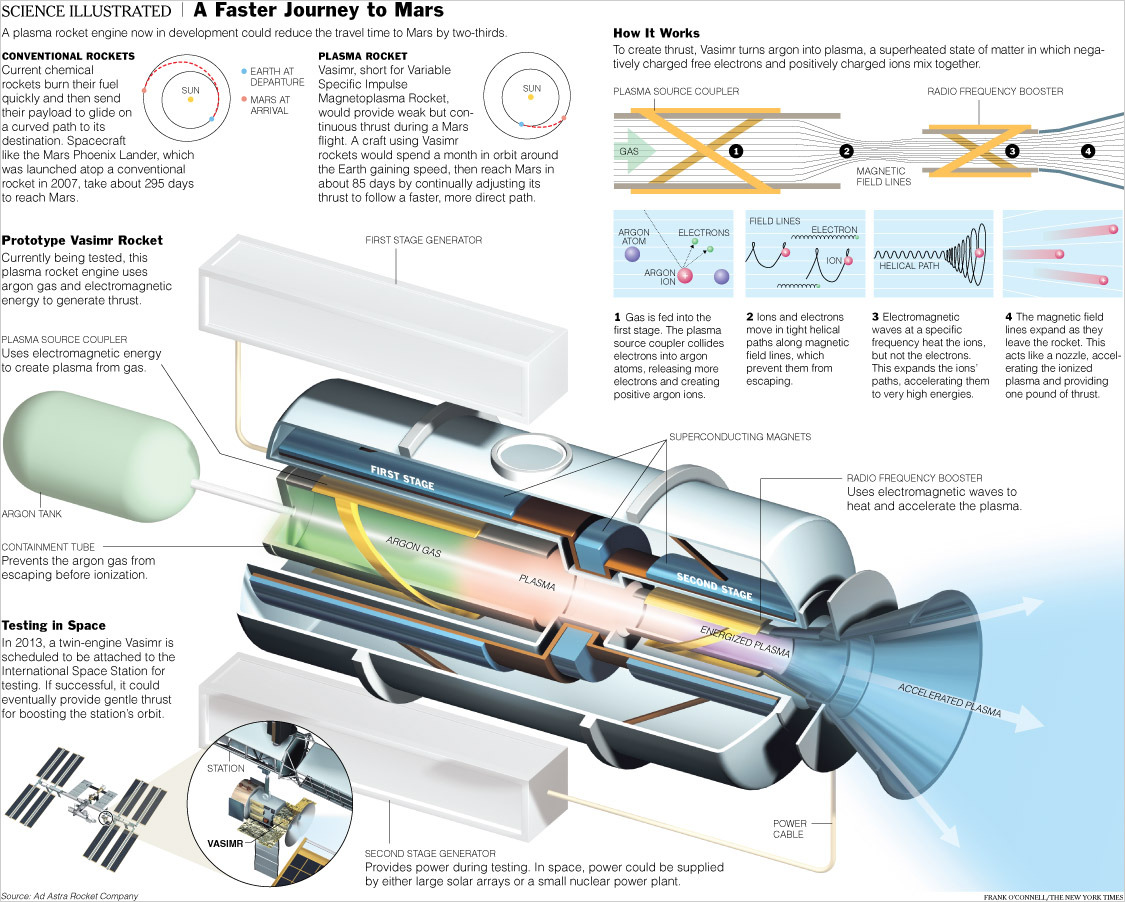 SCIENCE ILLUSTRATED | A Faster Journey to Mars
A plasma rocket engine now in development could reduce the travel time to Mars by two-thirds.
CONVENTIONAL ROCKETS
Current chemical
rockets burn their fuel
quickly and then send
their payload to glide on
a curved path to its
destination. Spacecraft
like the Mars Phoenix Lander, which
was launched atop a conventional
rocket in 2007, take about 295 days
to reach Mars.
SUN
EARTH AT
DEPARTURE
MARS AT
ARRIVAL
PLASMA ROCKET
Vasimr, short for Variable
Specific Impulse
Magnetoplasma Rocket,
would provide weak but con-
tinuous thrust during a Mars
flight. A craft using Vasimr
rockets would spend a month in orbit around
the Earth gaining speed, then reach Mars in
about 85 days by continually adjusting its
thrust to follow a faster, more direct path.
SUN
How It Works
To create thrust, Vasimr turns argon into plasma, a superheated state of matter in which nega-
tively charged free electrons and positively charged ions mix together.
PLASMA SOURCE COUPLER
RADIO FREQUENCY BOOSTER
GAS
1
2
3
4
MAGNETIC
FIELD LINES
ARGON
ATOM
ELECTRONS
ARGON
ION
FIELD LINES
ELECTRON
ION
HELICAL PATH
1 Gas is fed into the
first stage. The plasma
source coupler collides
electrons into argon
atoms, releasing more
electrons and creating
positive argon ions.
2 Ions and electrons
move in tight helical
paths along magnetic
field lines, which
prevent them from
escaping.
3 Electromagnetic
waves at a specific
frequency heat the ions,
but not the electrons.
This expands the ions'
paths, accelerating them
to very high energies.
4 The magnetic field
lines expand as they
leave the rocket. This
acts like a nozzle, accel-
erating the ionized
plasma and providing
one pound of thrust.
Prototype Vasimr Rocket
Currently being tested, this
plasma rocket engine uses
argon gas and electromagnetic
energy to generate thrust.
FIRST STAGE GENERATOR
PLASMA SOURCE COUPLER
Uses electromagnetic energy
to create plasma from gas.
SUPERCONDUCTING MAGNETS
FIRST STAGE
RADIO FREQUENCY BOOSTER
Uses electromagnetic waves to
heat and accelerate the plasma.
ARGON TANK
CONTAINMENT TUBE
Prevents the argon gas from
escaping before ionization.
ARGON GAS
PLASMA
SECOND STAGE
ENERGIZED PLASMA
ACCELERATED PLASMA
Testing in Space
In 2013, a twin-engine Vasimr is
scheduled to be attached to the
International Space Station for
testing. If successful, it could
eventually provide gentle thrust
for boosting the station's orbit.
STATION
VASIMR
POWER
CABLE
SECOND STAGE GENERATOR
Provides power during testing. In space, power could be supplied
by either large solar arrays or a small nuclear power plant.
Source: Ad Astra Rocket Company
FRANK O'CONNELL/THE NEW YORK TIMES